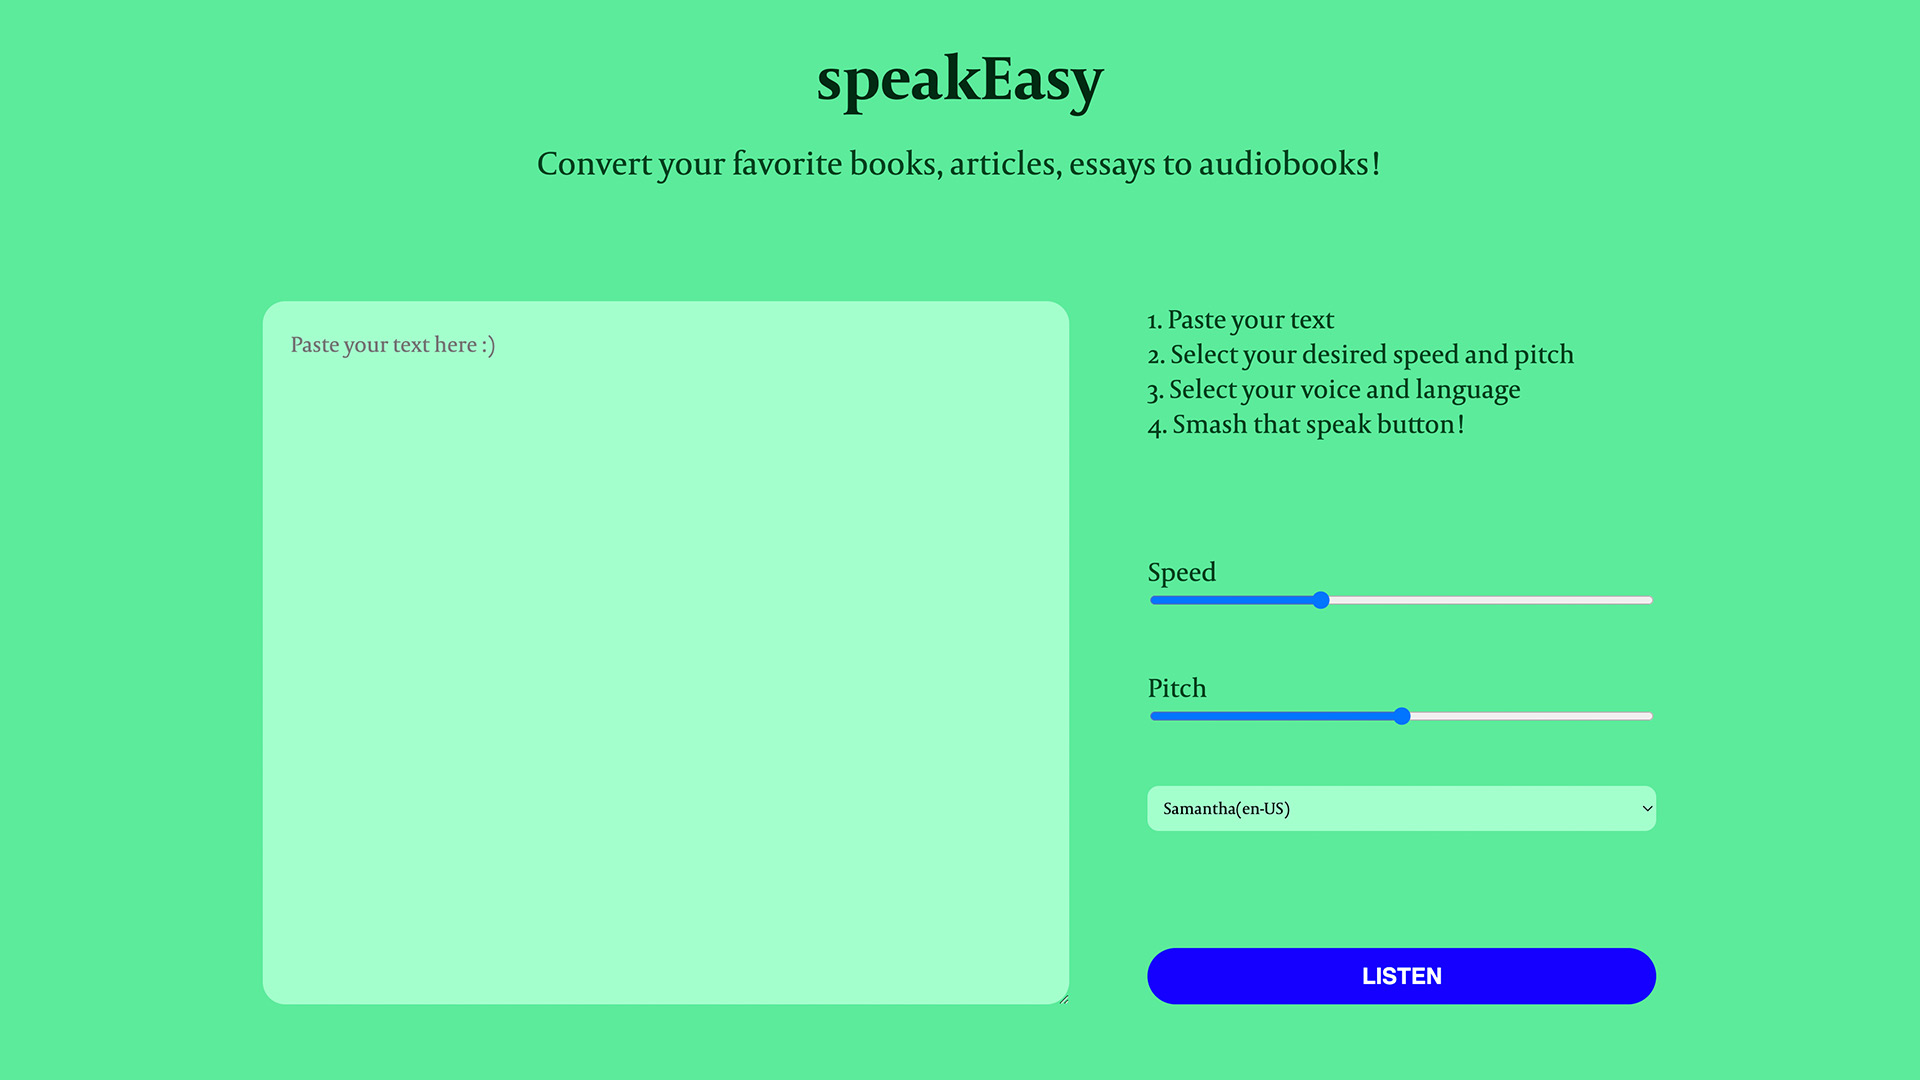 speakEasy
Convert your favorite books, articles, essays to audiobooks!
Paste your text here :)
1. Paste your text
2. Select your desired speed and pitch
3. Select your voice and language
4. Smash that speak button!
Speed
Pitch
Samantha(en-US)
LISTEN